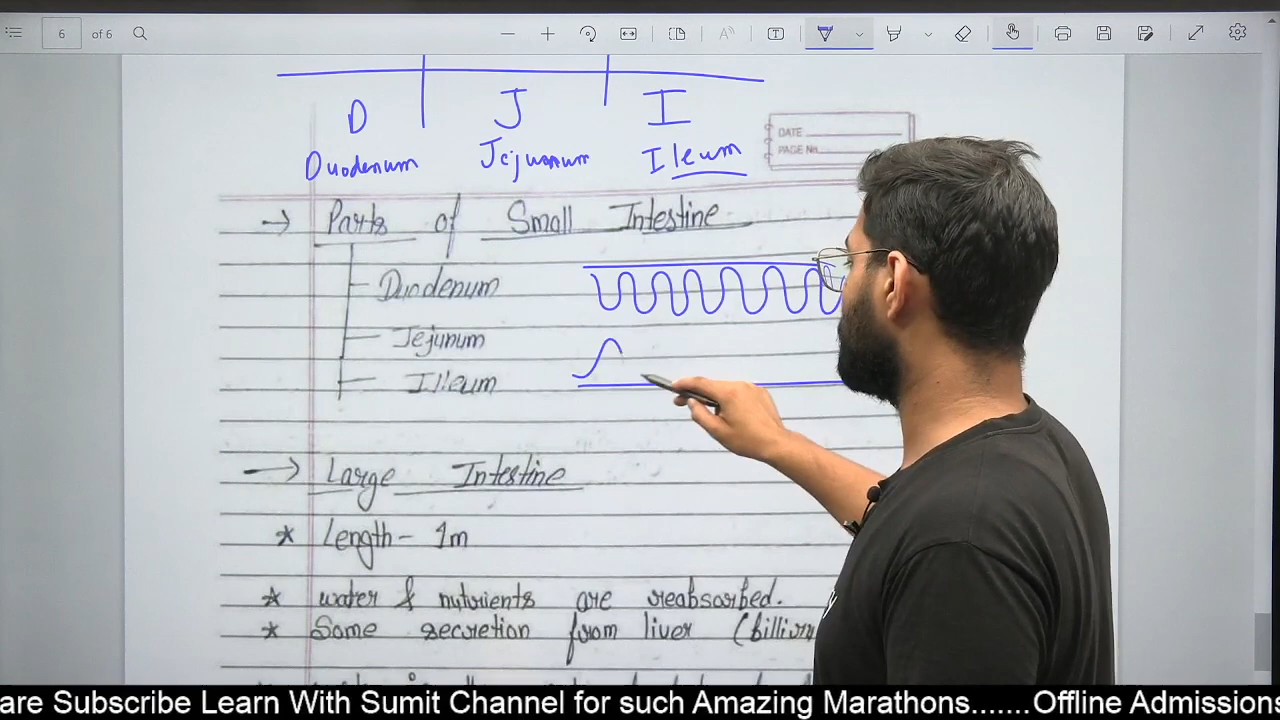 6 of 6
D J I
Duodenum Jejuunum Ileum
DATE
PAGE No.
→ Parts of Small Intestine
Duodenum
Jejunum
Illeum
→ Large Intestine
* Length - 1m
* water & nutrients are reabsorbed.
* Some secretion from liver (billiru
are Subscribe Learn With Sumit Channel for such Amazing Marathons.......Offline Admissions